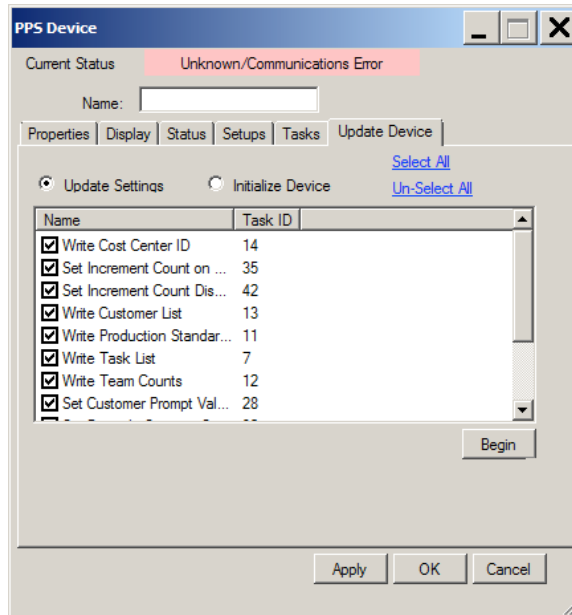 PPS Device
Current Status Unknown/Communications Error
Name:
Properties Display Status Setups Tasks Update Device
Select All
Update Settings Initialize Device
Un-Select All
Name Task ID
Write Cost Center ID 14
Set Increment Count on ... 35
Set Increment Count Dis... 42
Write Customer List 13
Write Production Standar... 11
Write Task List 7
Write Team Counts 12
Set Customer Prompt Val... 28
Begin
Apply OK Cancel